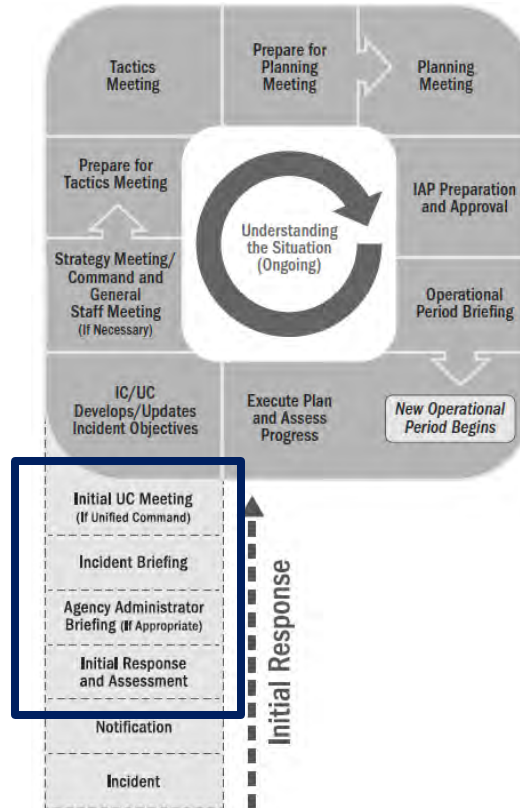 Tactics
Meeting
Prepare for
Planning
Meeting
Planning
Meeting
Prepare for
Tactics Meeting
Understanding
the Situation
(Ongoing)
IAP Preparation
and Approval
Strategy Meeting/
Command and
General
Staff Meeting
(If Necessary)
Operational
Period Briefing
IC/UC
Develops/Updates
Incident Objectives
Execute Plan
and Assess
Progress
New Operational
Period Begins
Initial UC Meeting
(If Unified Command)
Incident Briefing
Agency Administrator
Briefing (If Appropriate)
Initial Response
and Assessment
Notification
Incident
Initial Response